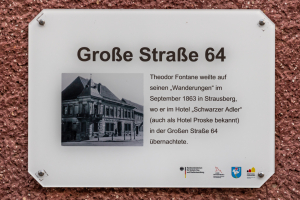 Große Straße 64
Theodor Fontane weilte auf
seinen „Wanderungen“ im
September 1863 in Strausberg,
wo er im Hotel „Schwarzer Adler“
(auch als Hotel Proske bekannt)
in der Großen Straße 64
übernachtete.